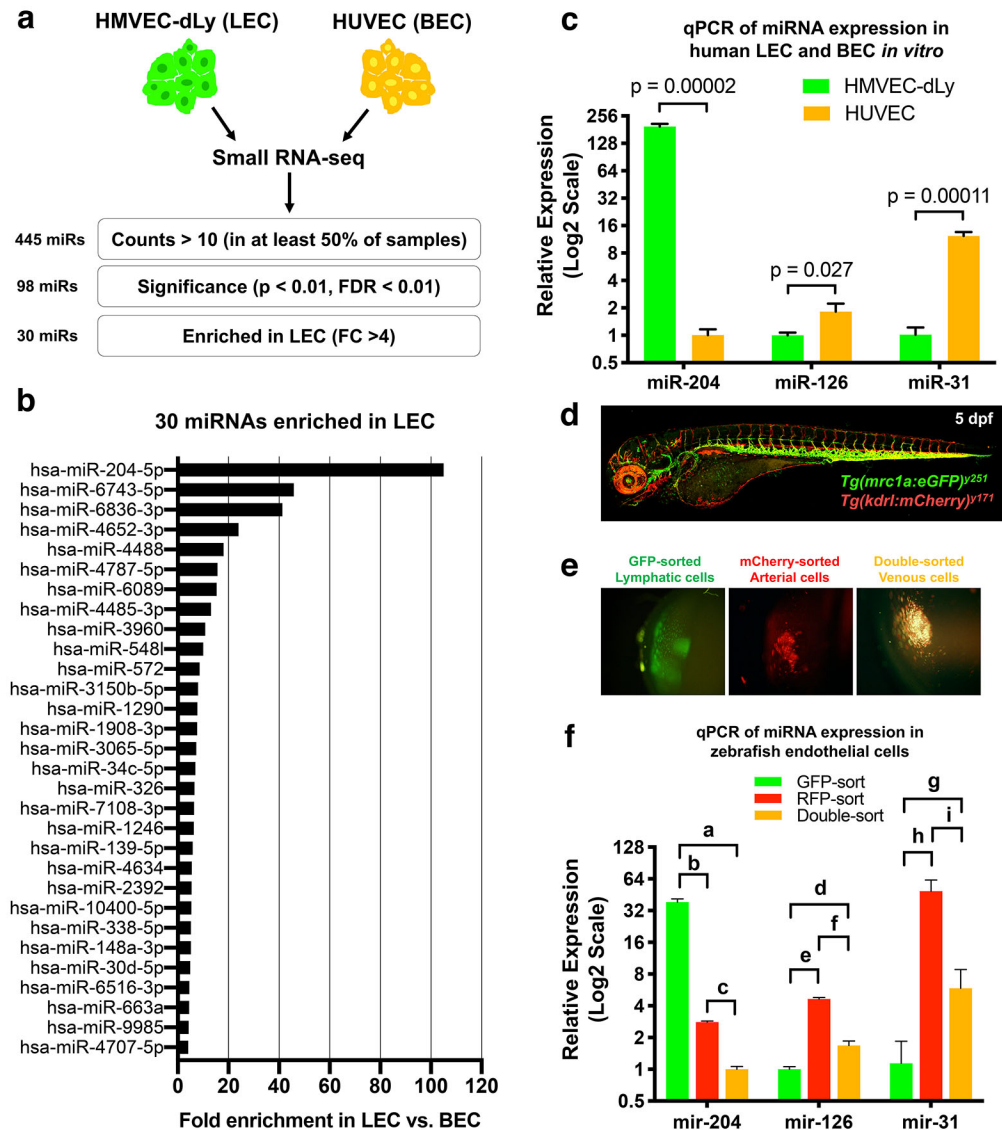 a
HMVEC-dLy (LEC)
HUVEC (BEC)
Small RNA-seq
445 miRs
Counts > 10 (in at least 50% of samples)
98 miRs
Significance (p < 0.01, FDR < 0.01)
30 miRs
Enriched in LEC (FC >4)
b
30 miRNAs enriched in LEC
hsa-miR-204-5p
hsa-miR-6743-5p
hsa-miR-6836-3p
hsa-miR-4652-3p
hsa-miR-4488
hsa-miR-4787-5p
hsa-miR-6089
hsa-miR-4485-3p
hsa-miR-3960
hsa-miR-548l
hsa-miR-572
hsa-miR-3150b-5p
hsa-miR-1290
hsa-miR-1908-3p
hsa-miR-3065-5p
hsa-miR-34c-5p
hsa-miR-326
hsa-miR-7108-3p
hsa-miR-1246
hsa-miR-139-5p
hsa-miR-4634
hsa-miR-2392
hsa-miR-10400-5p
hsa-miR-338-5p
hsa-miR-148a-3p
hsa-miR-30d-5p
hsa-miR-6516-3p
hsa-miR-663a
hsa-miR-9985
hsa-miR-4707-5p
0 20 40 60 80 100 120
Fold enrichment in LEC vs. BEC
c
qPCR of miRNA expression in
human LEC and BEC in vitro
HMVEC-dLy
HUVEC
p = 0.00002
p = 0.027
p = 0.00011
Relative Expression
(Log2 Scale)
256
128
64
32
16
8
4
2
1
0.5
miR-204 miR-126 miR-31
d
5 dpf
Tg(mrc1a:eGFP)y251
Tg(kdrl:mCherry)y171
e
GFP-sorted
Lymphatic cells
mCherry-sorted
Arterial cells
Double-sorted
Venous cells
f
qPCR of miRNA expression in
zebrafish endothelial cells
GFP-sort
RFP-sort
Double-sort
a
b
c
d
e
f
g
h
i
Relative Expression
(Log2 Scale)
128
64
32
16
8
4
2
1
0.5
mir-204 mir-126 mir-31